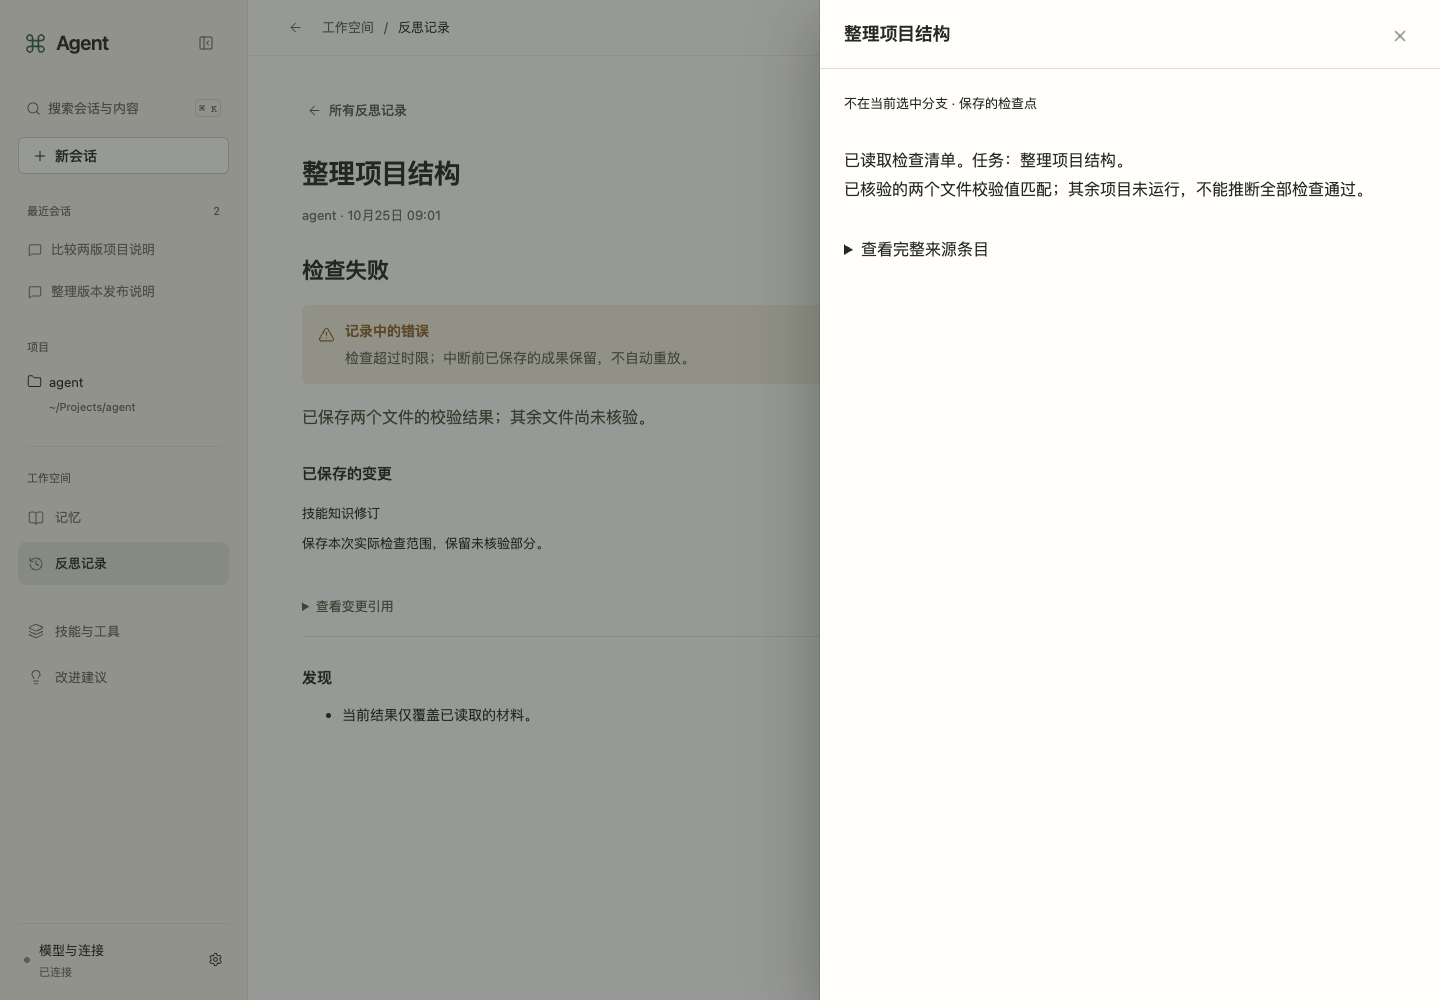 Agent
搜索会话与内容
⌘ K
新会话
最近会话 2
比较两版项目说明
整理版本发布说明
项目
agent
~/Projects/agent
工作空间
记忆
反思记录
技能与工具
改进建议
模型与连接
已连接
工作空间 / 反思记录
所有反思记录
整理项目结构
agent · 10月25日 09:01
检查失败
记录中的错误
检查超过时限；中断前已保存的成果保留，不自动重放。
已保存两个文件的校验结果；其余文件尚未核验。
已保存的变更
技能知识修订
保存本次实际检查范围，保留未核验部分。
查看变更引用
发现
当前结果仅覆盖已读取的材料。
整理项目结构
不在当前选中分支 · 保存的检查点
已读取检查清单。任务：整理项目结构。
已核验的两个文件校验值匹配；其余项目未运行，不能推断全部检查通过。
查看完整来源条目